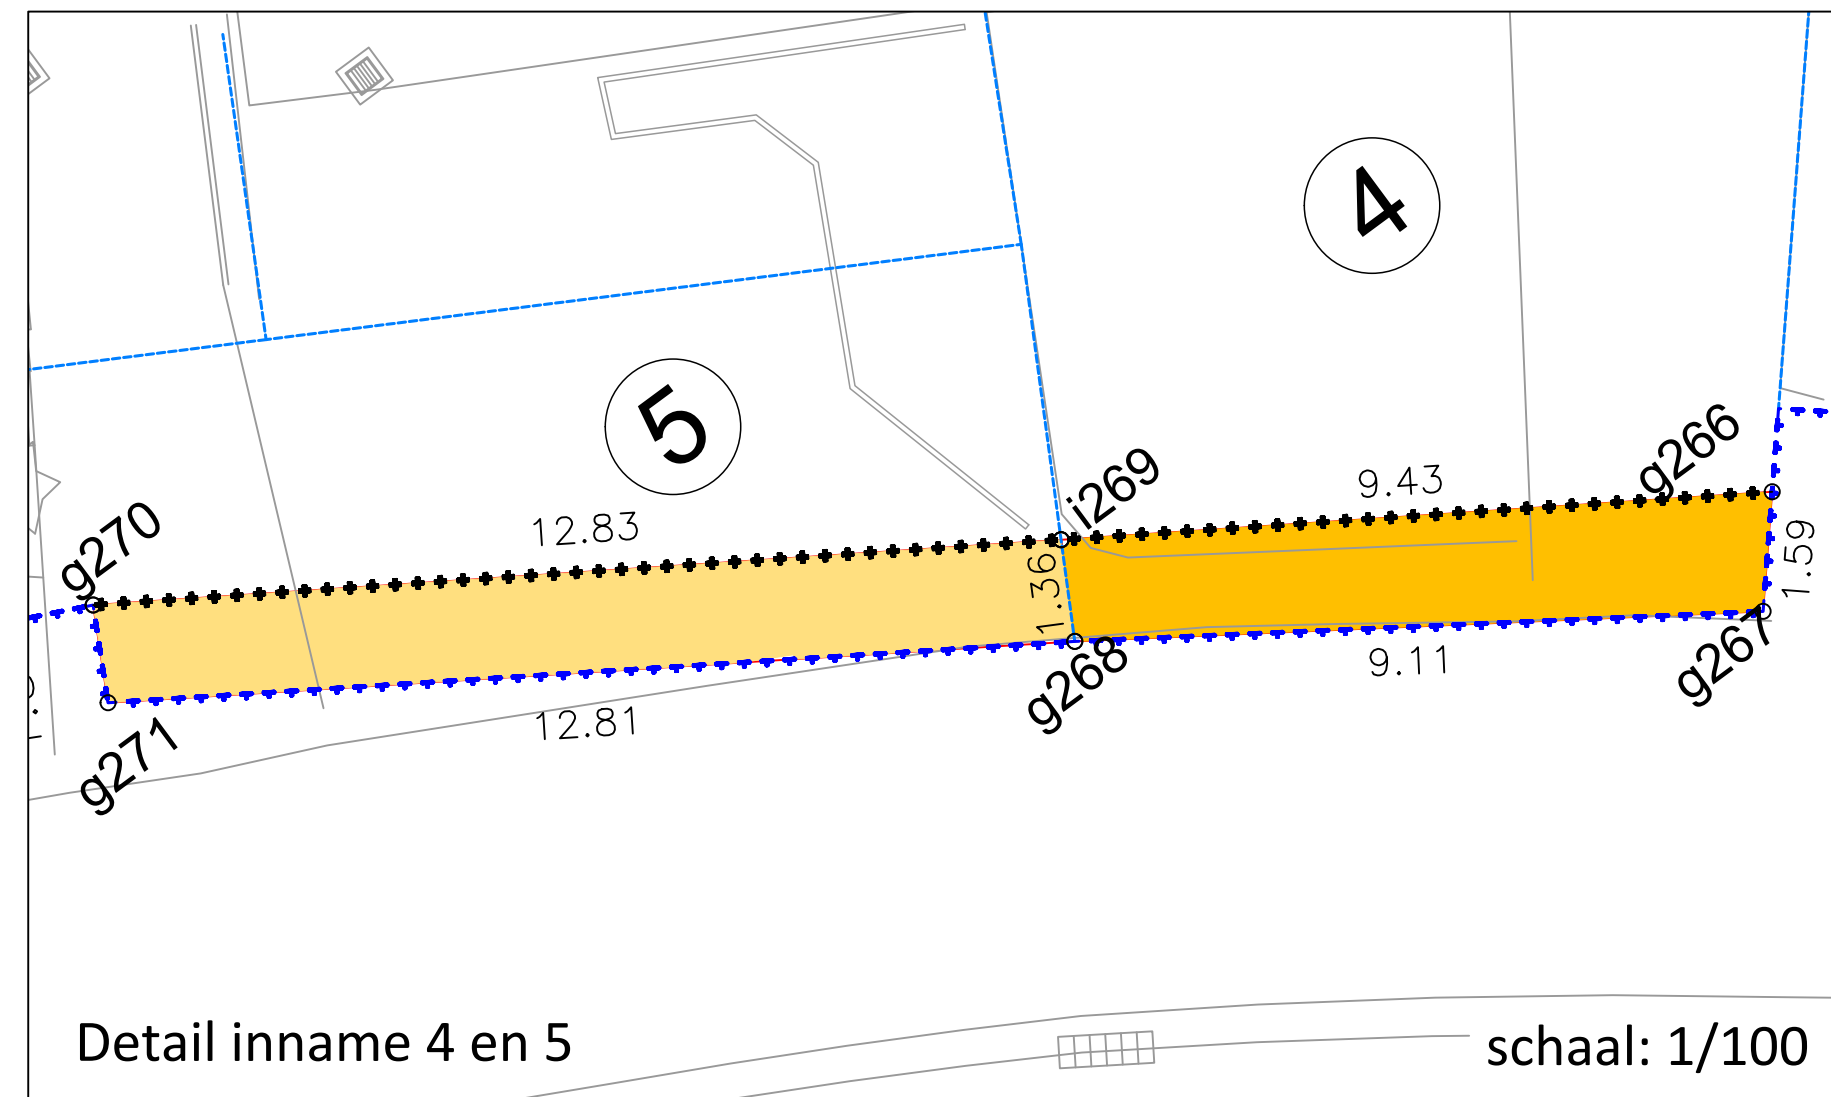 4
5
g266
i269
9.43
g270
12.83
1.59
1.36
g268
9.11
g267
12.81
g271
Detail inname 4 en 5
schaal: 1/100